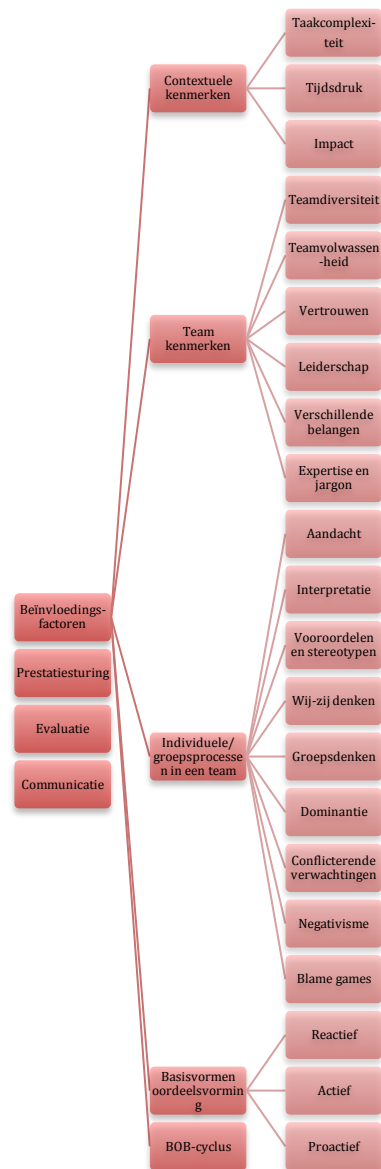 Taakcomplexi-
teit
Contextuele
kenmerken
Tijdsdruk
Impact
Teamdiversiteit
Teamvolwassen
-heid
Vertrouwen
Team
kenmerken
Leiderschap
Verschillende
belangen
Expertise en
jargon
Aandacht
Beïnvloedings-
factoren
Interpretatie
Vooroordelen
en stereotypen
Prestatiesturing
Wij-zij denken
Evaluatie
Individuele/
groepsprocesse
n in een team
Groepsdenken
Communicatie
Dominantie
Conflicterende
verwachtingen
Negativisme
Blame games
Reactief
Basisvormen
oordeelsvormin
g
Actief
BOB-cyclus
Proactief